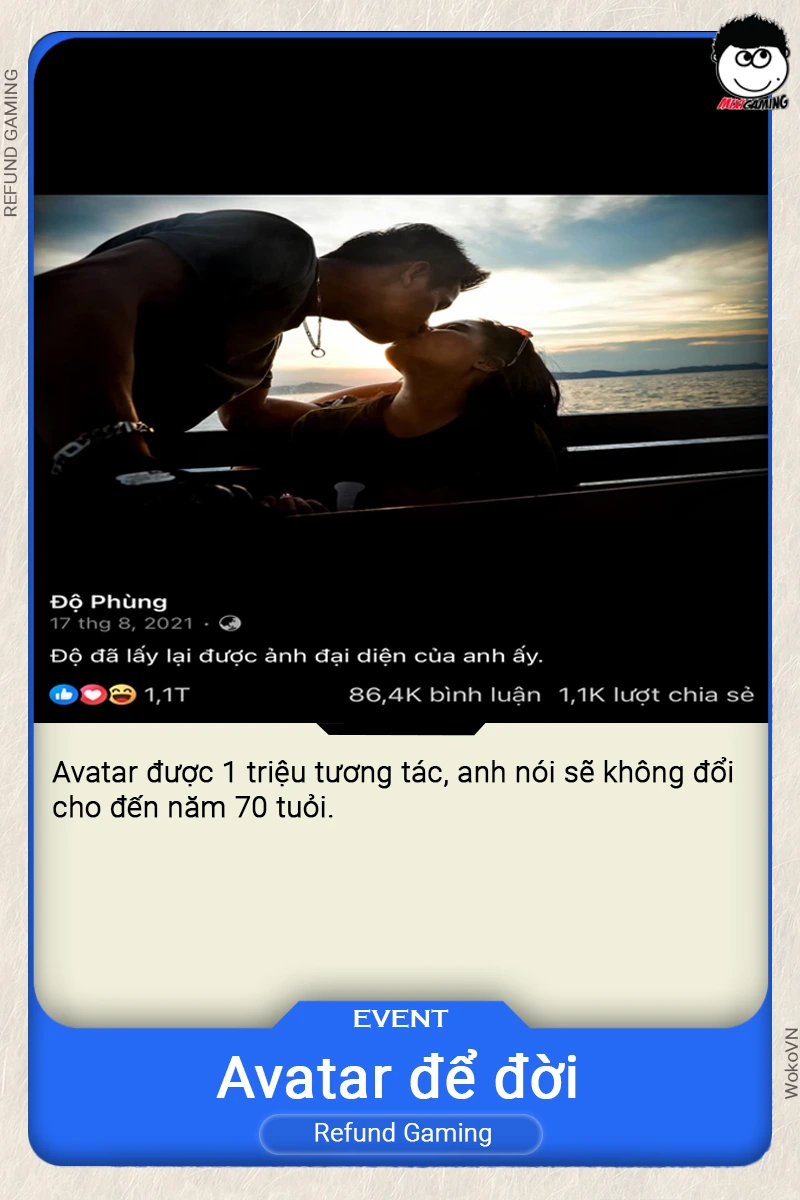 REFUND GAMING
MIXIGAMING
Độ Phùng
17 thg 8, 2021 ·
Độ đã lấy lại được ảnh đại diện của anh ấy.
1,1T 86,4K bình luận 1,1K lượt chia sẻ
Avatar được 1 triệu tương tác, anh nói sẽ không đổi
cho đến năm 70 tuổi.
EVENT
Avatar để đời
Refund Gaming
WokoVN